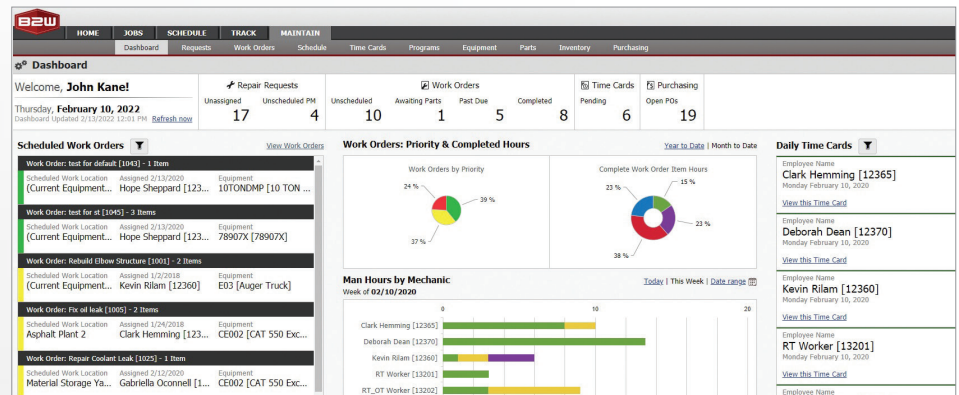 B2W
HOME JOBS SCHEDULE TRACK MAINTAIN
Dashboard Requests Work Orders Schedule Time Cards Programs Equipment Parts Inventory Purchasing
Dashboard
Welcome, John Kane!
Thursday, February 10, 2022
Dashboard Updated 2/13/2022 12:01 PM Refresh now
Repair Requests
Unassigned Unscheduled PM
17 4
Work Orders
Unscheduled Awaiting Parts Past Due Completed
10 1 5 8
Time Cards
Pending
6
Purchasing
Open POs
19
Scheduled Work Orders View Work Orders
Work Order: test for default [1043] - 1 Item
Scheduled Work Location Assigned 2/13/2020 Equipment
(Current Equipment... Hope Sheppard [123... 10TONDMP [10 TON ...
Work Order: test for st [1045] - 3 Items
Scheduled Work Location Assigned 2/13/2020 Equipment
(Current Equipment... Hope Sheppard [123... 78907X [78907X]
Work Order: Rebuild Elbow Structure [1001] - 2 Items
Scheduled Work Location Assigned 1/2/2018 Equipment
(Current Equipment... Kevin Rilam [12360] E03 [Auger Truck]
Work Order: Fix oil leak [1005] - 2 Items
Scheduled Work Location Assigned 1/24/2018 Equipment
Asphalt Plant 2 Clark Hemming [123... CE002 [CAT 550 Exc...
Work Order: Repair Coolant Leak [1025] - 1 Item
Scheduled Work Location Assigned 2/12/2020 Equipment
Material Storage Ya... Gabriella Oconnell [1... CE002 [CAT 550 Exc...
Work Orders: Priority & Completed Hours Year to Date | Month to Date
Work Orders by Priority
24 %
39 %
37 %
Complete Work Order Item Hours
23 %
15 %
23 %
38 %
Man Hours by Mechanic Today | This Week | Date range
Week of 02/10/2020
0 10 20
Clark Hemming [12365]
Deborah Dean [12370]
Kevin Rilam [12360]
RT Worker [13201]
RT_OT Worker [13202]
Daily Time Cards
Employee Name
Clark Hemming [12365]
Monday February 10, 2020
View this Time Card
Employee Name
Deborah Dean [12370]
Monday February 10, 2020
View this Time Card
Employee Name
Kevin Rilam [12360]
Monday February 10, 2020
View this Time Card
Employee Name
RT Worker [13201]
Monday February 10, 2020
View this Time Card
Employee Name